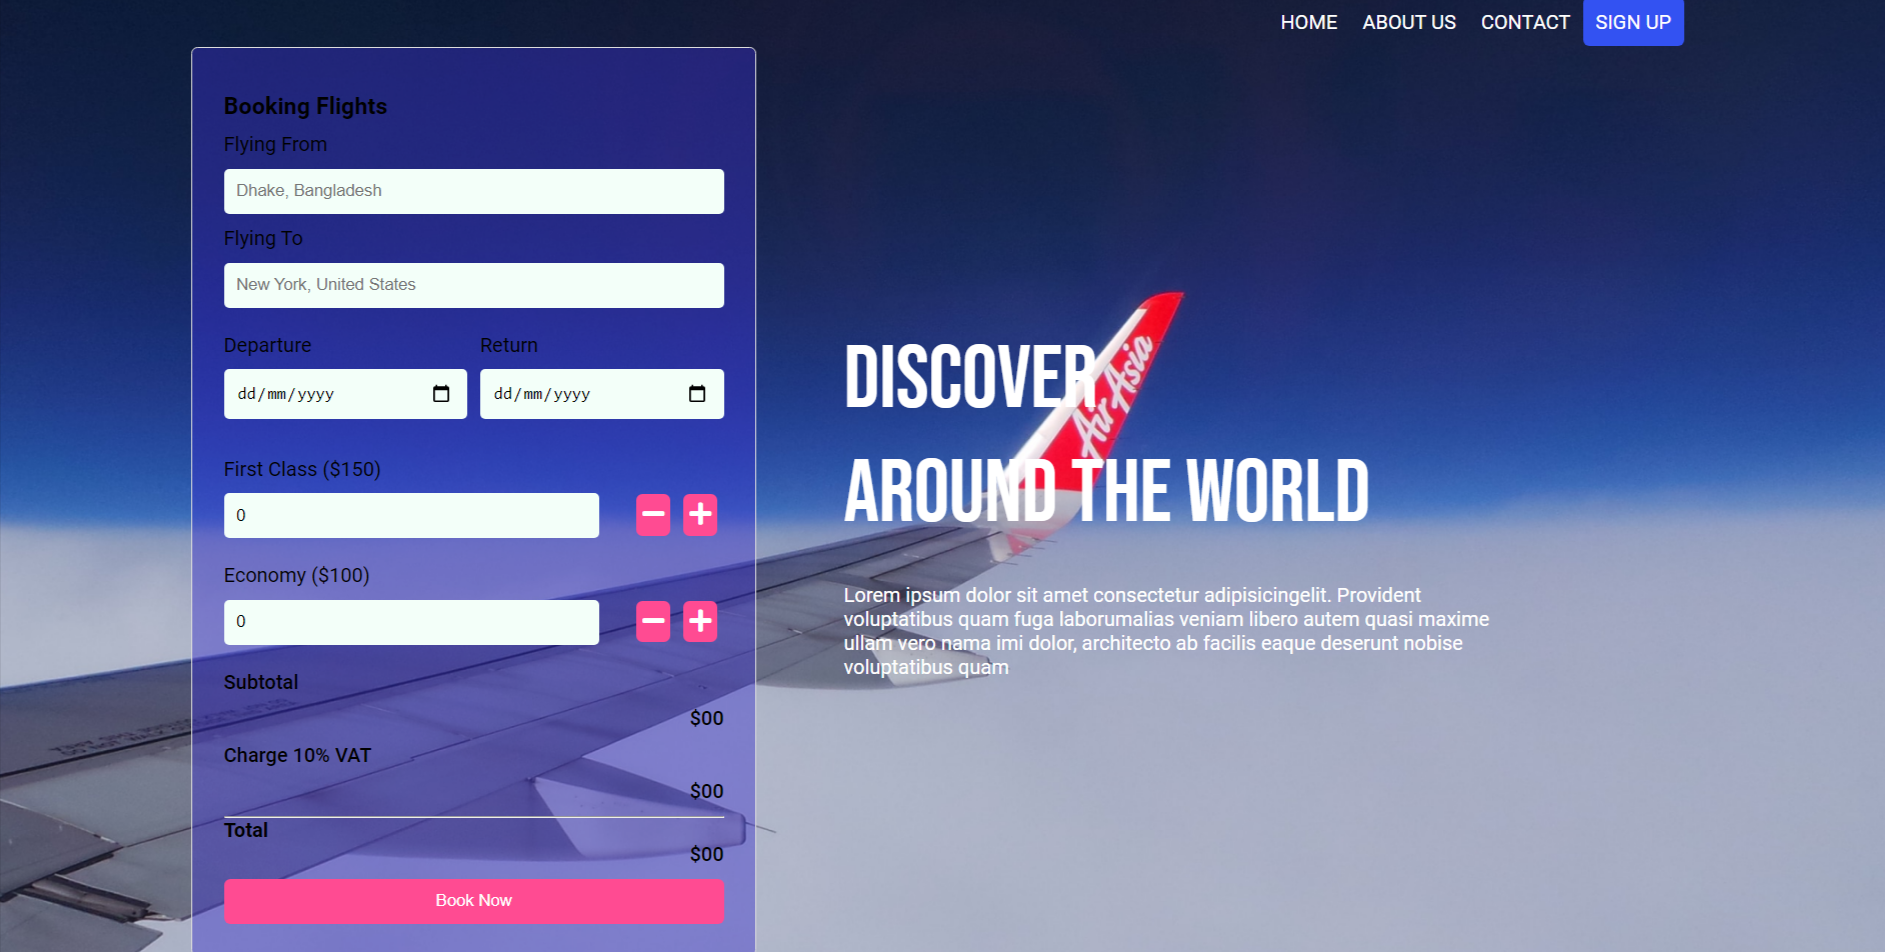 HOME ABOUT US CONTACT SIGN UP
Booking Flights
Flying From
Dhake, Bangladesh
Flying To
New York, United States
Departure Return
dd/mm/yyyy dd/mm/yyyy
First Class ($150)
0
Economy ($100)
0
Subtotal
$00
Charge 10% VAT
$00
Total
$00
Book Now
DISCOVER
AROUND THE WORLD
AirAsia
Lorem ipsum dolor sit amet consectetur adipisicingelit. Provident
voluptatibus quam fuga laborumalias veniam libero autem quasi maxime
ullam vero nama imi dolor, architecto ab facilis eaque deserunt nobise
voluptatibus quam